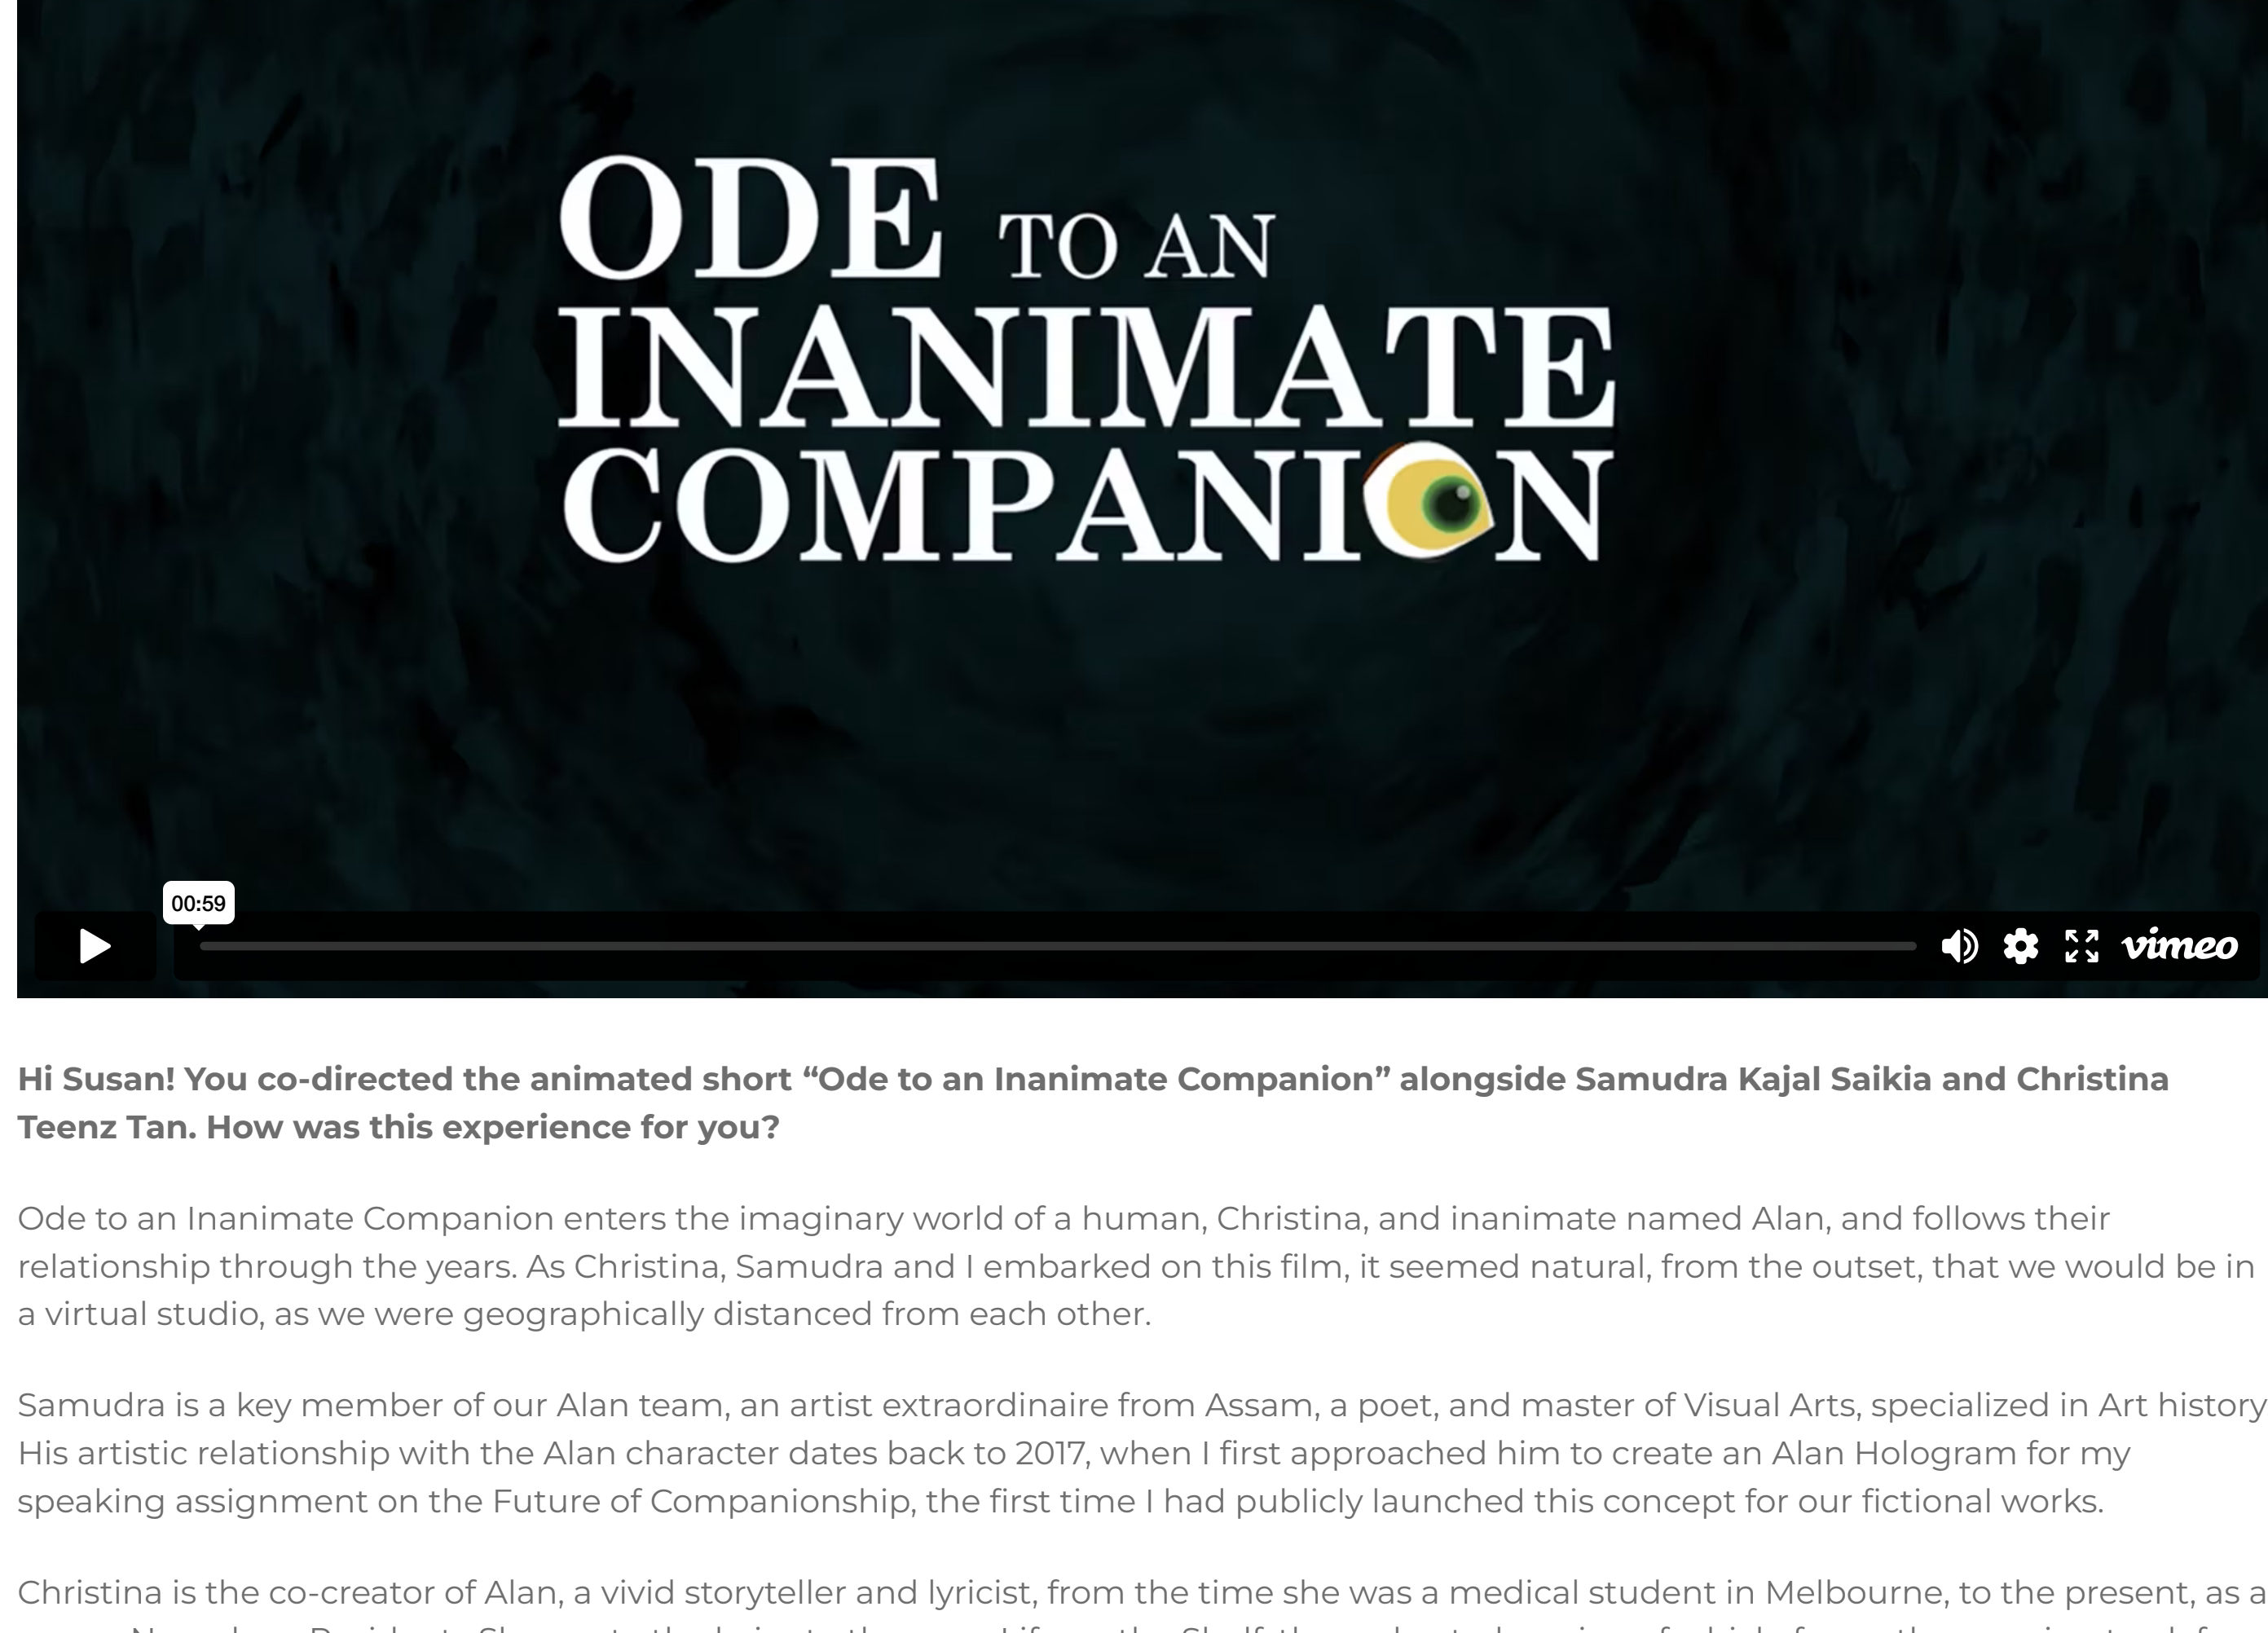 ODE TO AN
INANIMATE
COMPANION
00:59
vimeo
Hi Susan! You co-directed the animated short “Ode to an Inanimate Companion” alongside Samudra Kajal Saikia and Christina
Teenz Tan. How was this experience for you?
Ode to an Inanimate Companion enters the imaginary world of a human, Christina, and inanimate named Alan, and follows their
relationship through the years. As Christina, Samudra and I embarked on this film, it seemed natural, from the outset, that we would be in
a virtual studio, as we were geographically distanced from each other.
Samudra is a key member of our Alan team, an artist extraordinaire from Assam, a poet, and master of Visual Arts, specialized in Art history
His artistic relationship with the Alan character dates back to 2017, when I first approached him to create an Alan Hologram for my
speaking assignment on the Future of Companionship, the first time I had publicly launched this concept for our fictional works.
Christina is the co-creator of Alan, a vivid storyteller and lyricist, from the time she was a medical student in Melbourne, to the present, as a